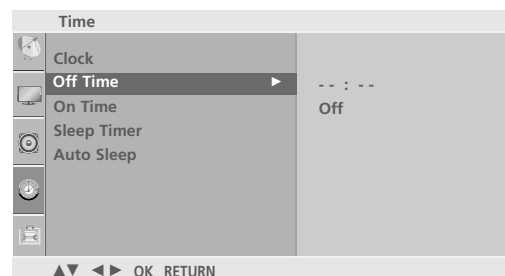 Time
Clock
Off Time ►
- - : - -
On Time
Off
Sleep Timer
Auto Sleep
▲▼ ◄► OK RETURN